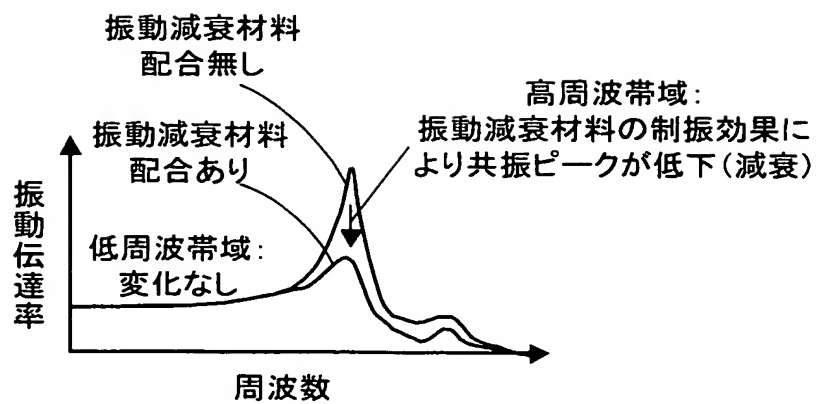 振動減衰材料
配合無し
高周波帯域：
振動減衰材料の制振効果に
より共振ピークが低下（減衰）
振動減衰材料
配合あり
低周波帯域：
変化なし
振動伝達率
周波数